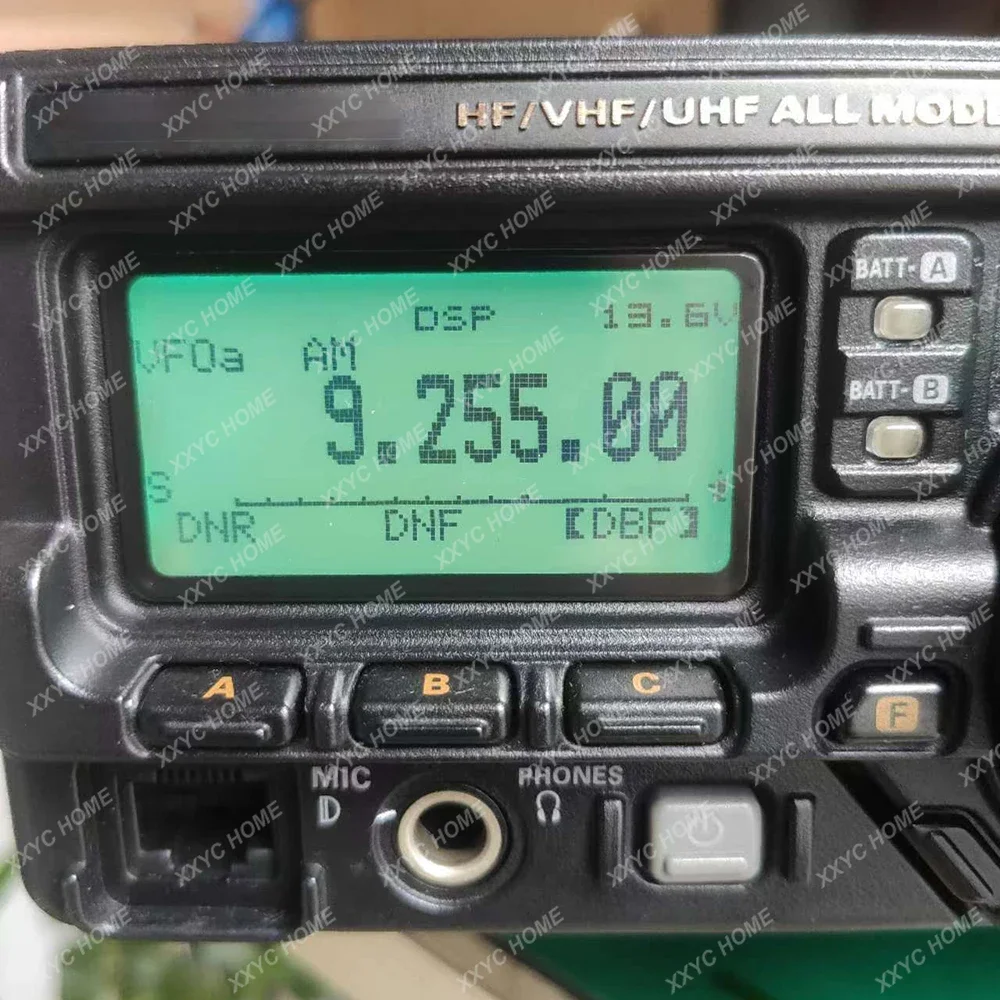 HF/VHF/UHF ALL MODE
BATT-A
DSP 13.6V
VFOa AM
9.255.00
BATT-B
S
DNR DNF [DBF]
A B C
F
MIC PHONES
XXYC HOME